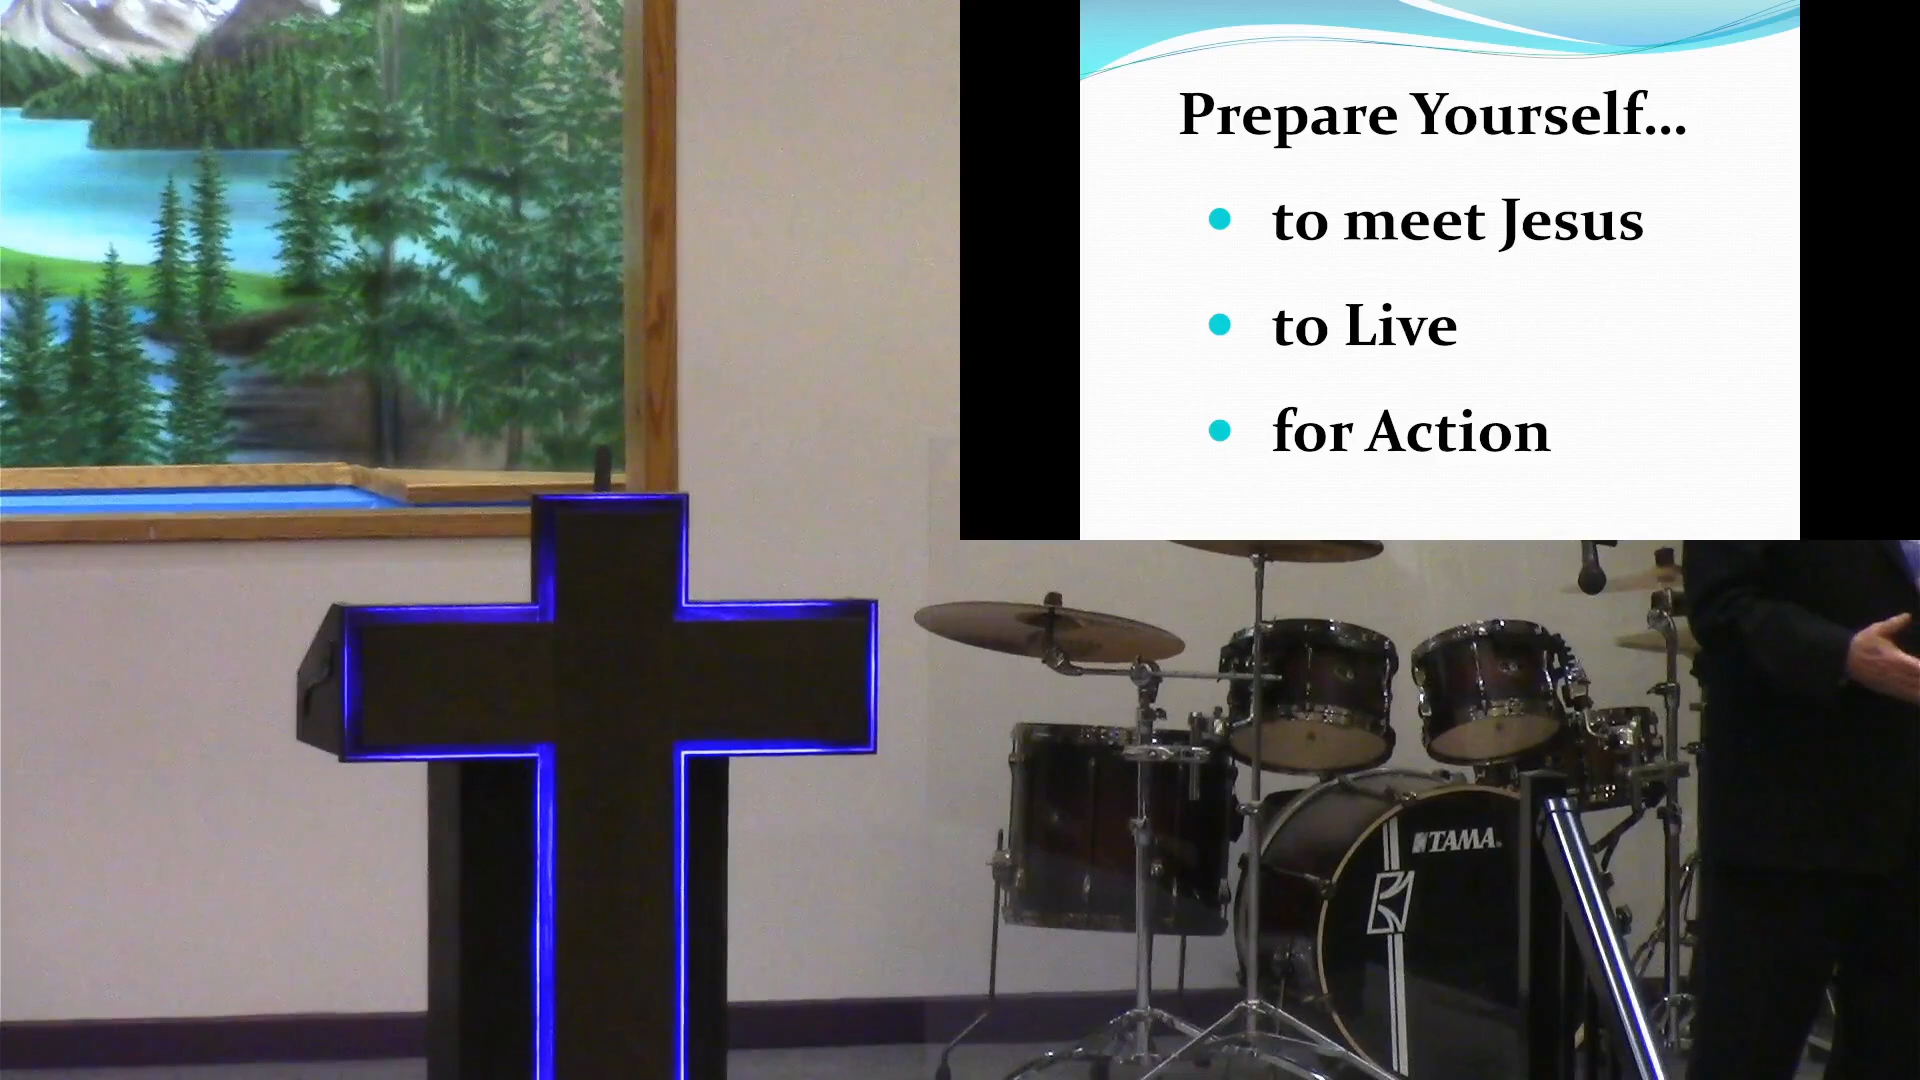 Prepare Yourself...
• to meet Jesus
• to Live
• for Action
TAMA